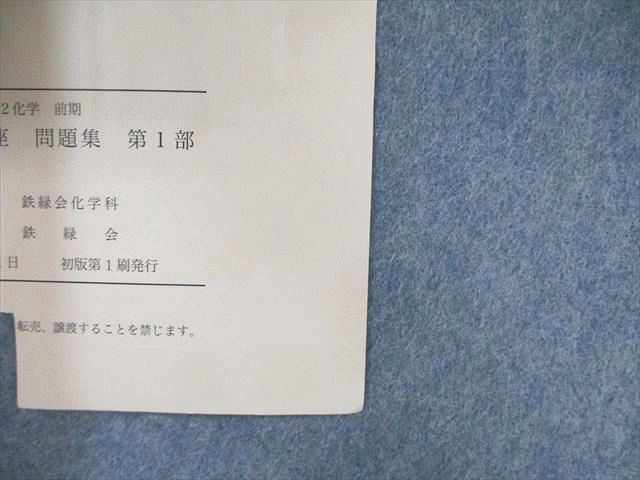 2化学 前期
座 問題集 第1部
鉄緑会化学科
鉄 緑 会
日 初版第1刷発行
転売、譲渡することを禁じます。